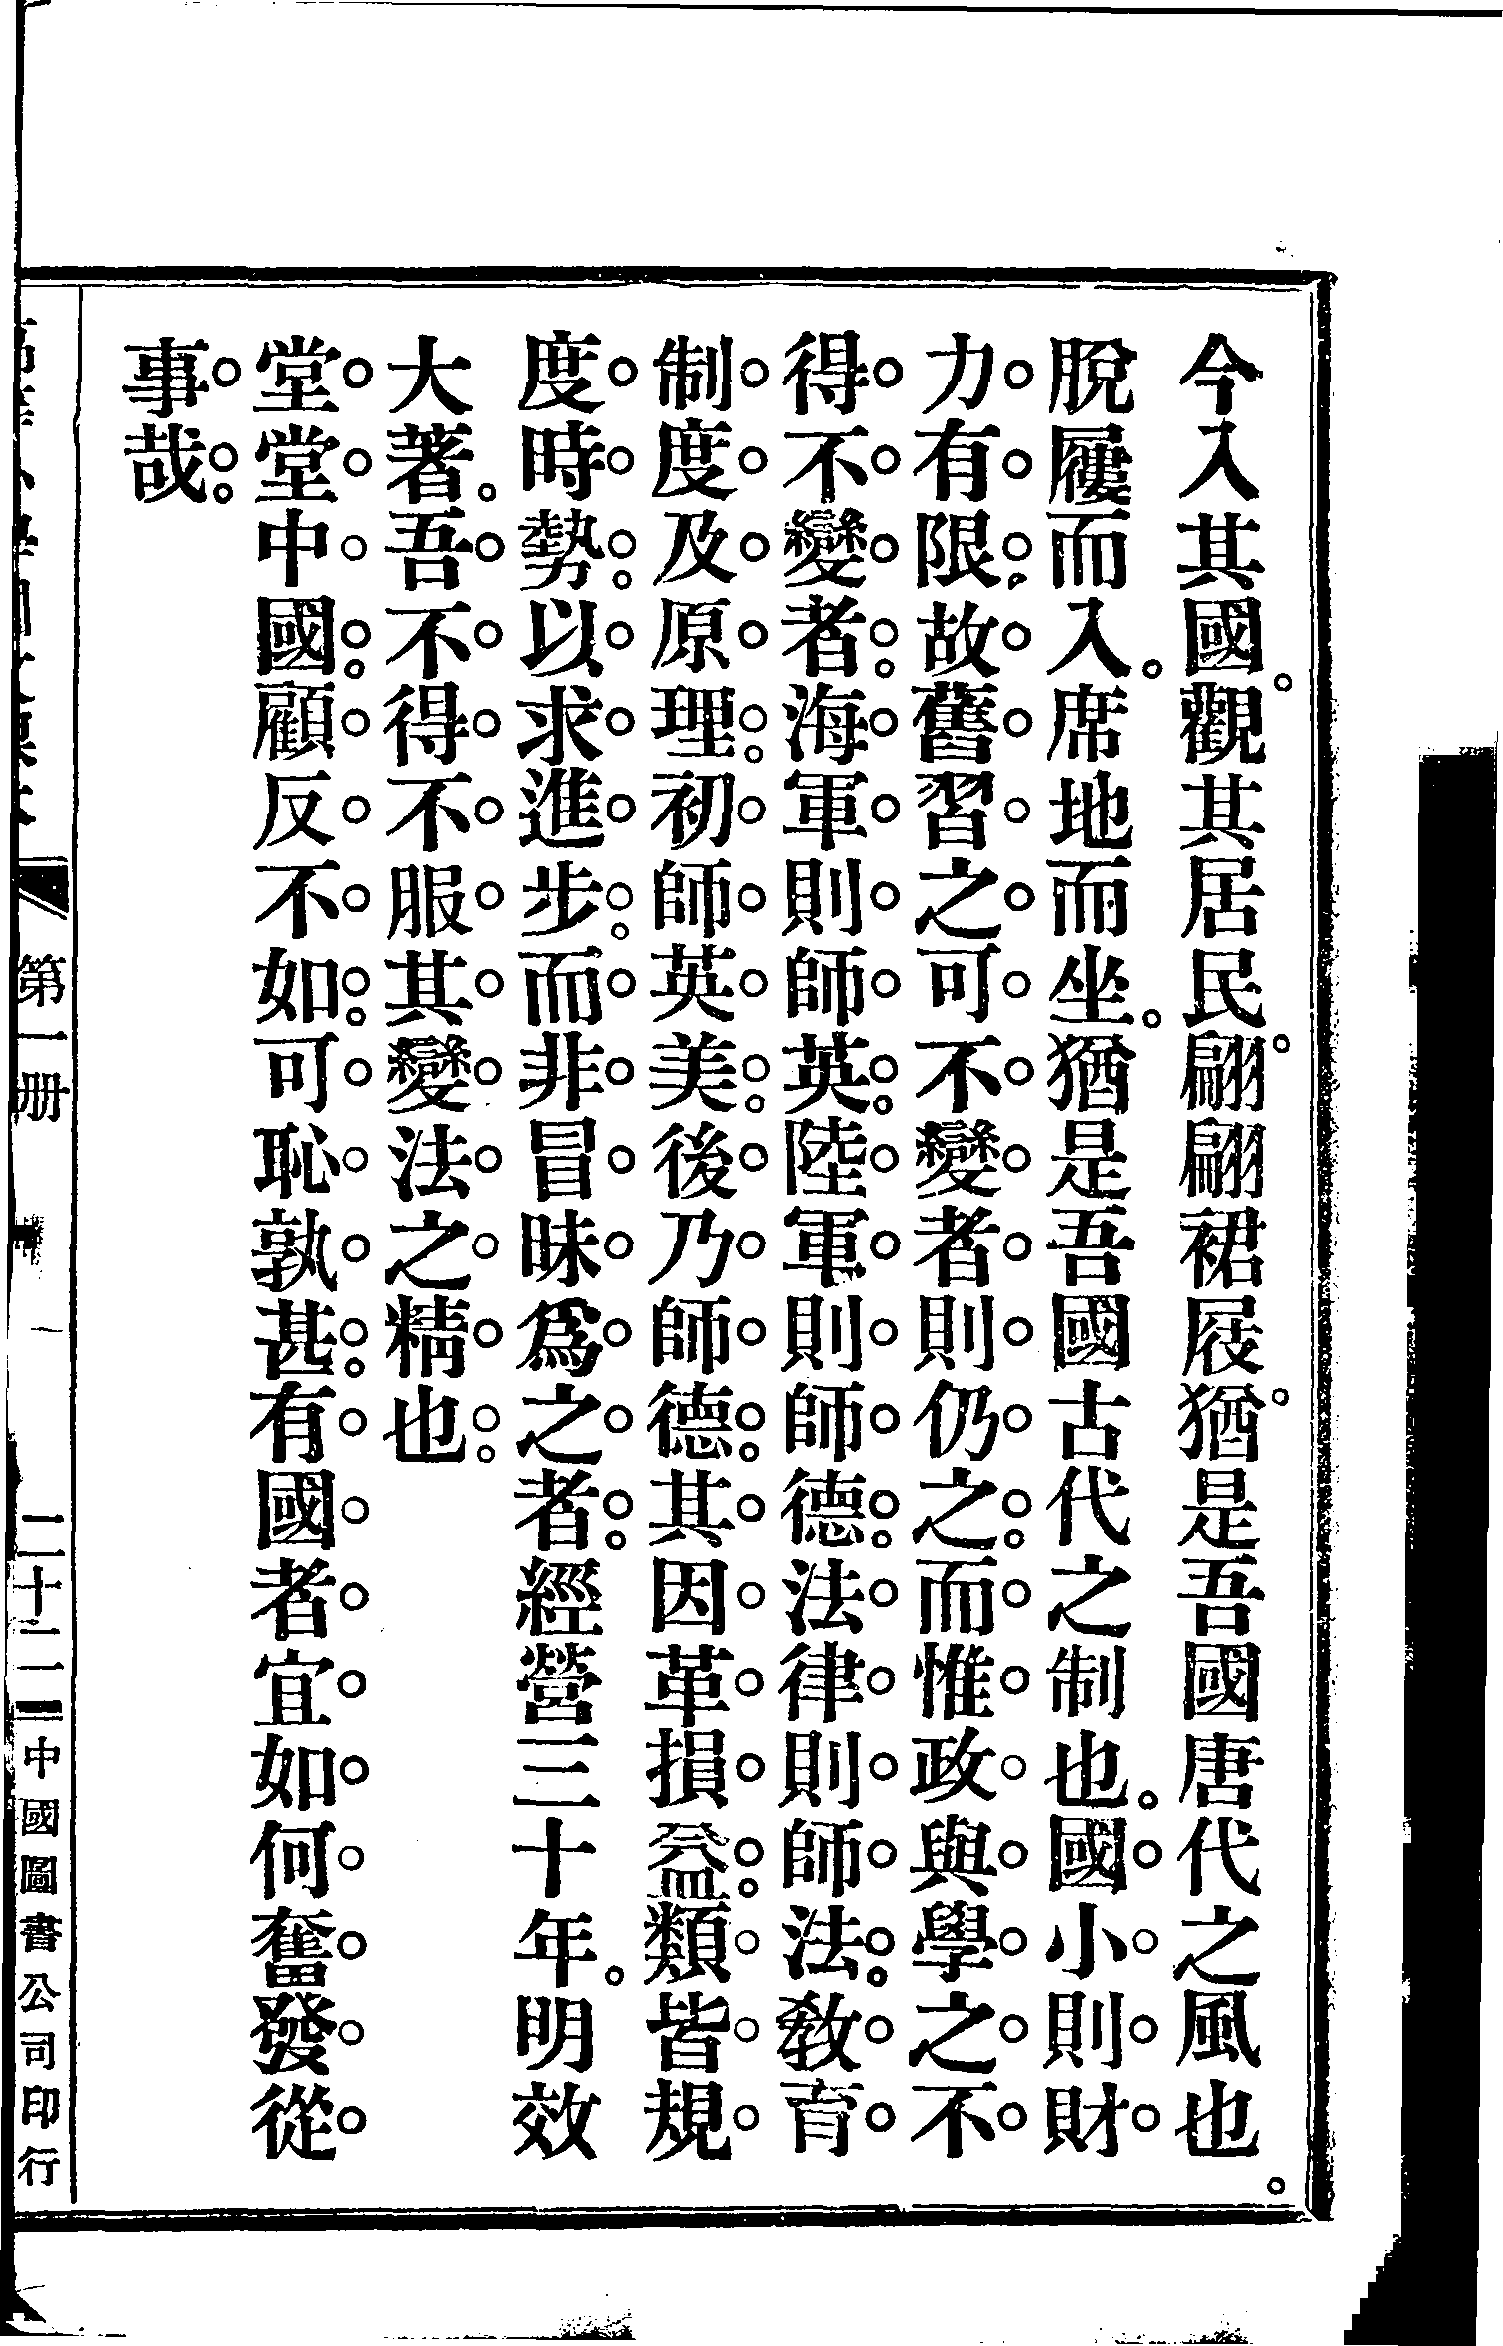 今入其國。觀其居民。翩翩裙屐。猶是吾國唐代之風也。
脫屨而入。席地而坐。猶是吾國古代之制也。國小則財
力有限。故舊習之可不變者則仍之。而惟政與學之不
得不變者。海軍則師英。陸軍則師德。法律則師法。教育
制度及原理。初師英美。後乃師德。其因革損益。類皆規
度時勢。以求進步。而非冒昧爲之者。經營三十年。明效
大著。吾不得不服其變法之精也。
堂堂中國。顧反不如。可恥孰甚。有國者宜如何奮發從
事哉。
第一册
二十二
中國圖書公司印行